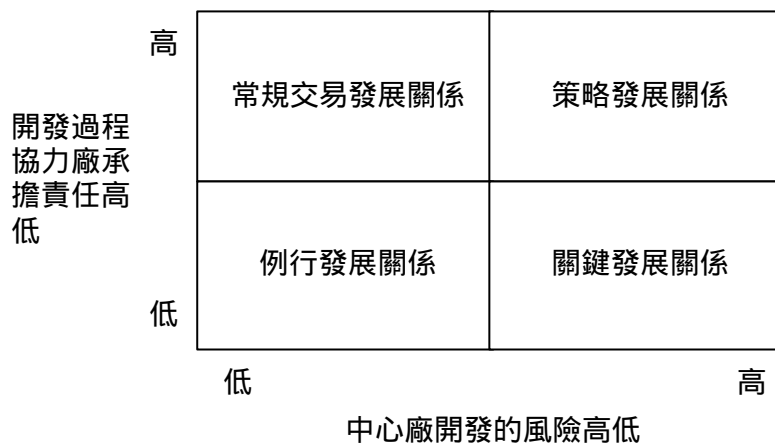 高
常規交易發展關係
策略發展關係
開發過程
協力廠承
擔責任高
低
例行發展關係
關鍵發展關係
低
低
高
中心廠開發的風險高低